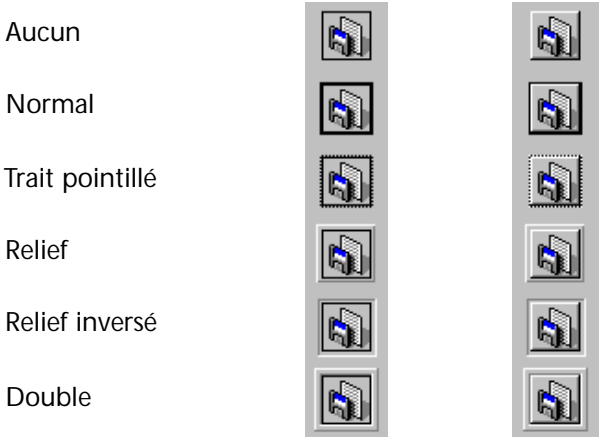 Aucun
Normal
Trait pointillé
Relief
Relief inversé
Double